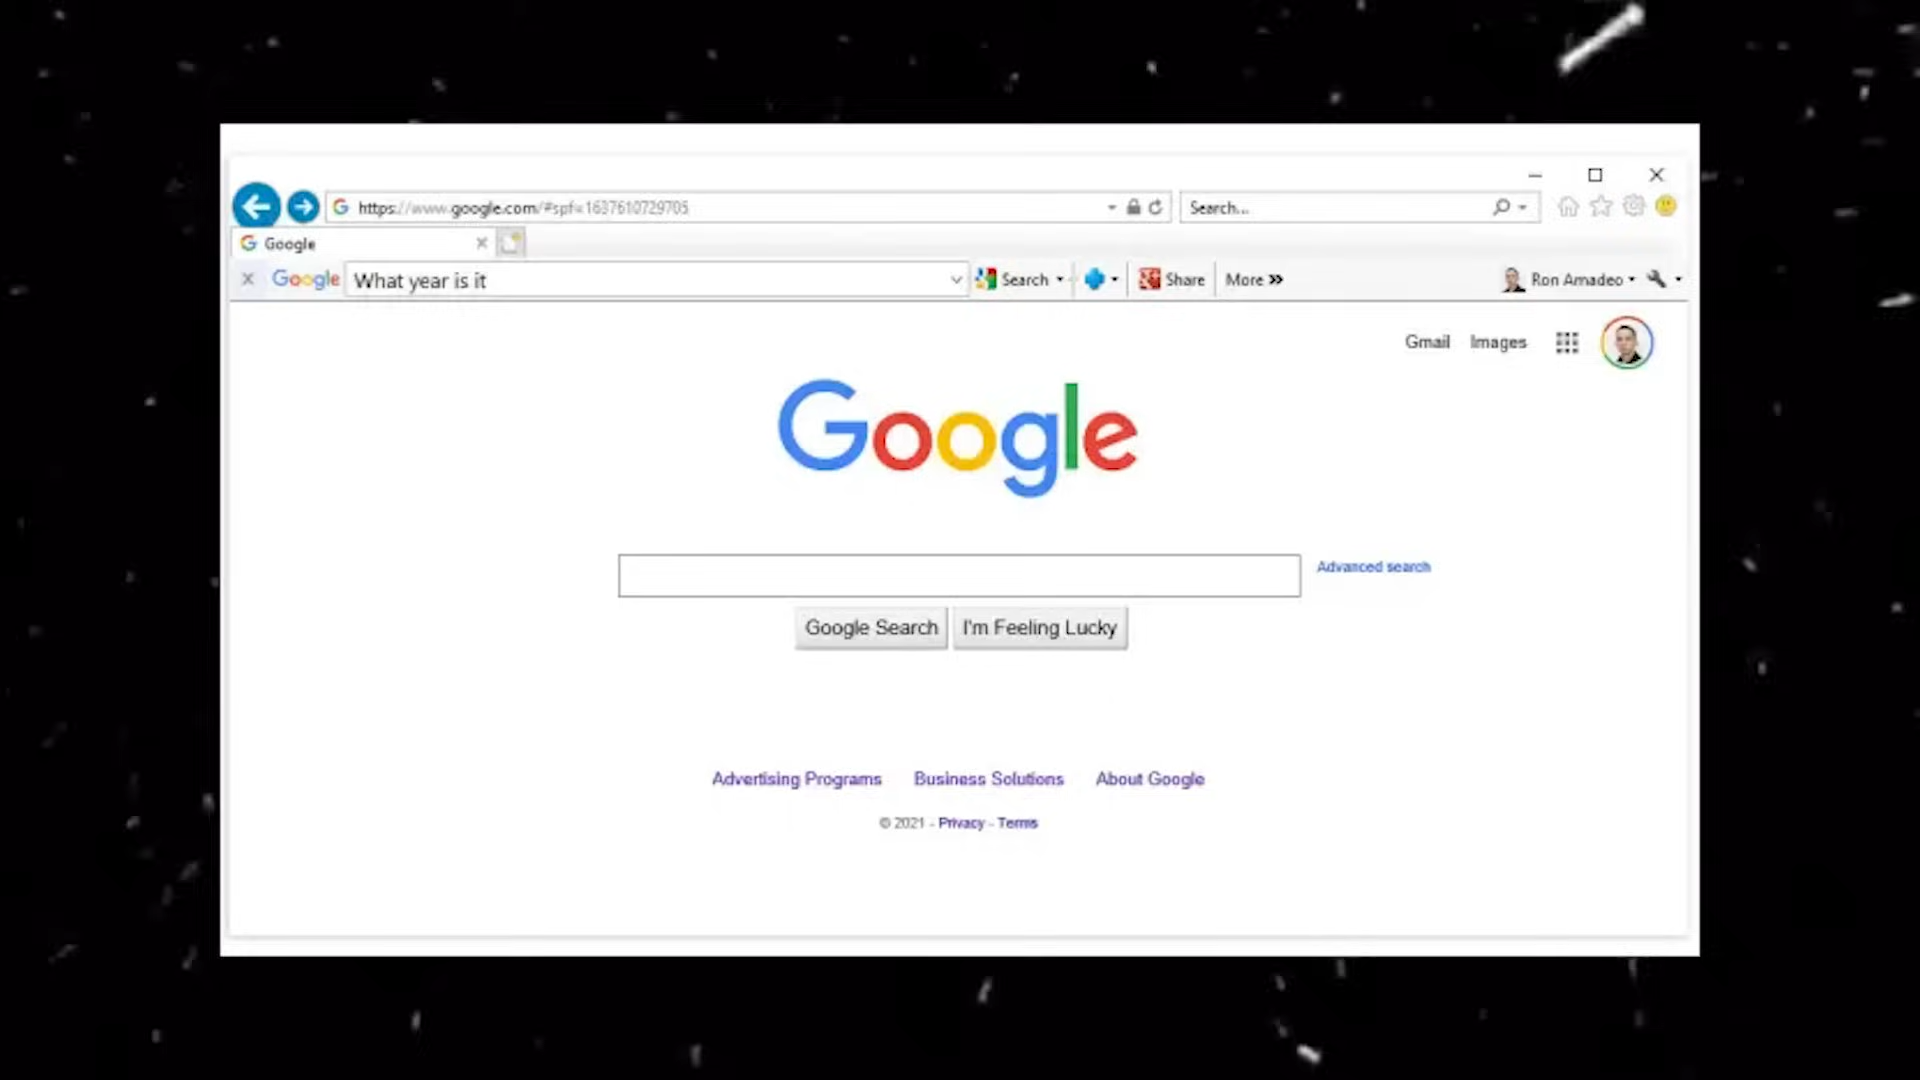 https://www.google.com/#spf=1637610729705
Search...
Google
Google What year is it Search Share More Ron Amadeo
Gmail Images
Google
Advanced search
Google Search I'm Feeling Lucky
Advertising Programs Business Solutions About Google
© 2021 - Privacy - Terms